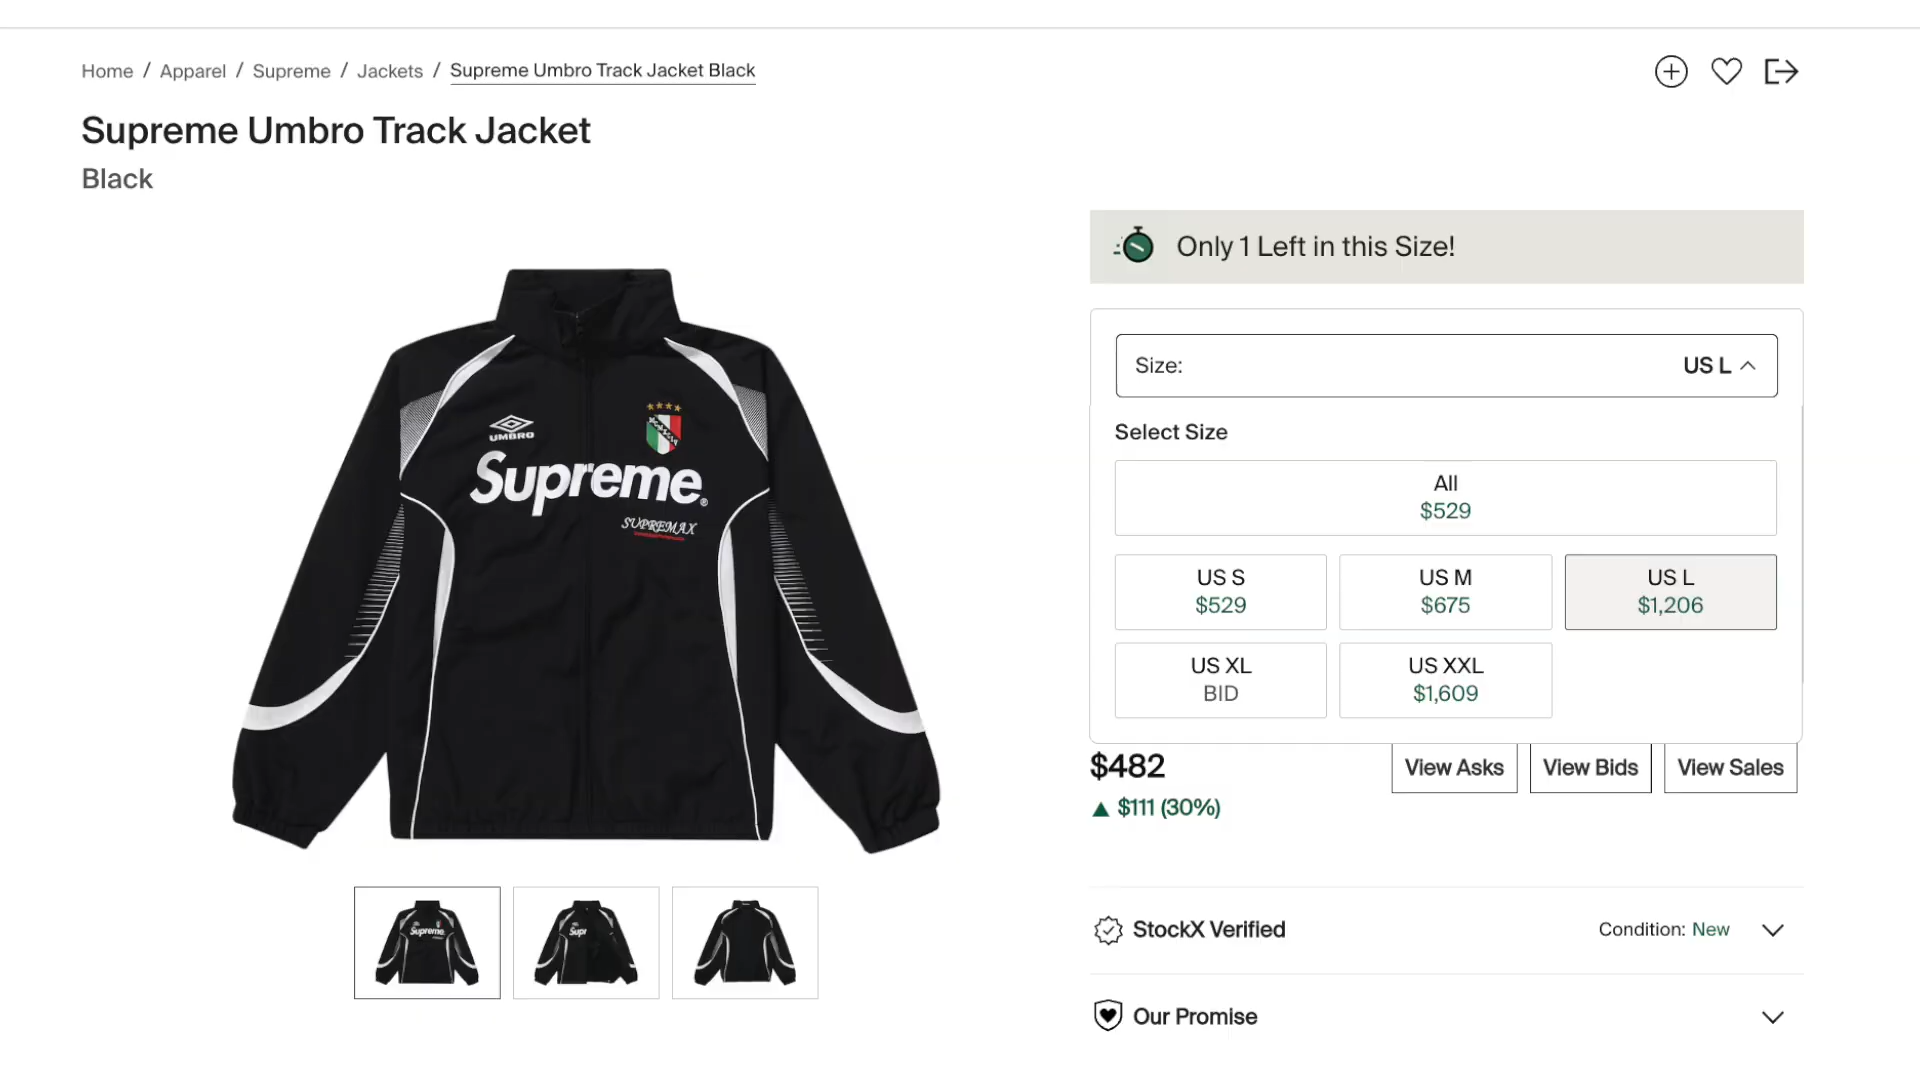 Home / Apparel / Supreme / Jackets / Supreme Umbro Track Jacket Black
Supreme Umbro Track Jacket
Black
Only 1 Left in this Size!
Size: US L
Select Size
All
$529
US S
$529
US M
$675
US L
$1,206
US XL
BID
US XXL
$1,609
$482
View Asks
View Bids
View Sales
$111 (30%)
StockX Verified
Condition: New
Our Promise
UMBRO
Supreme®
SUPREMAX
Supreme
Sup